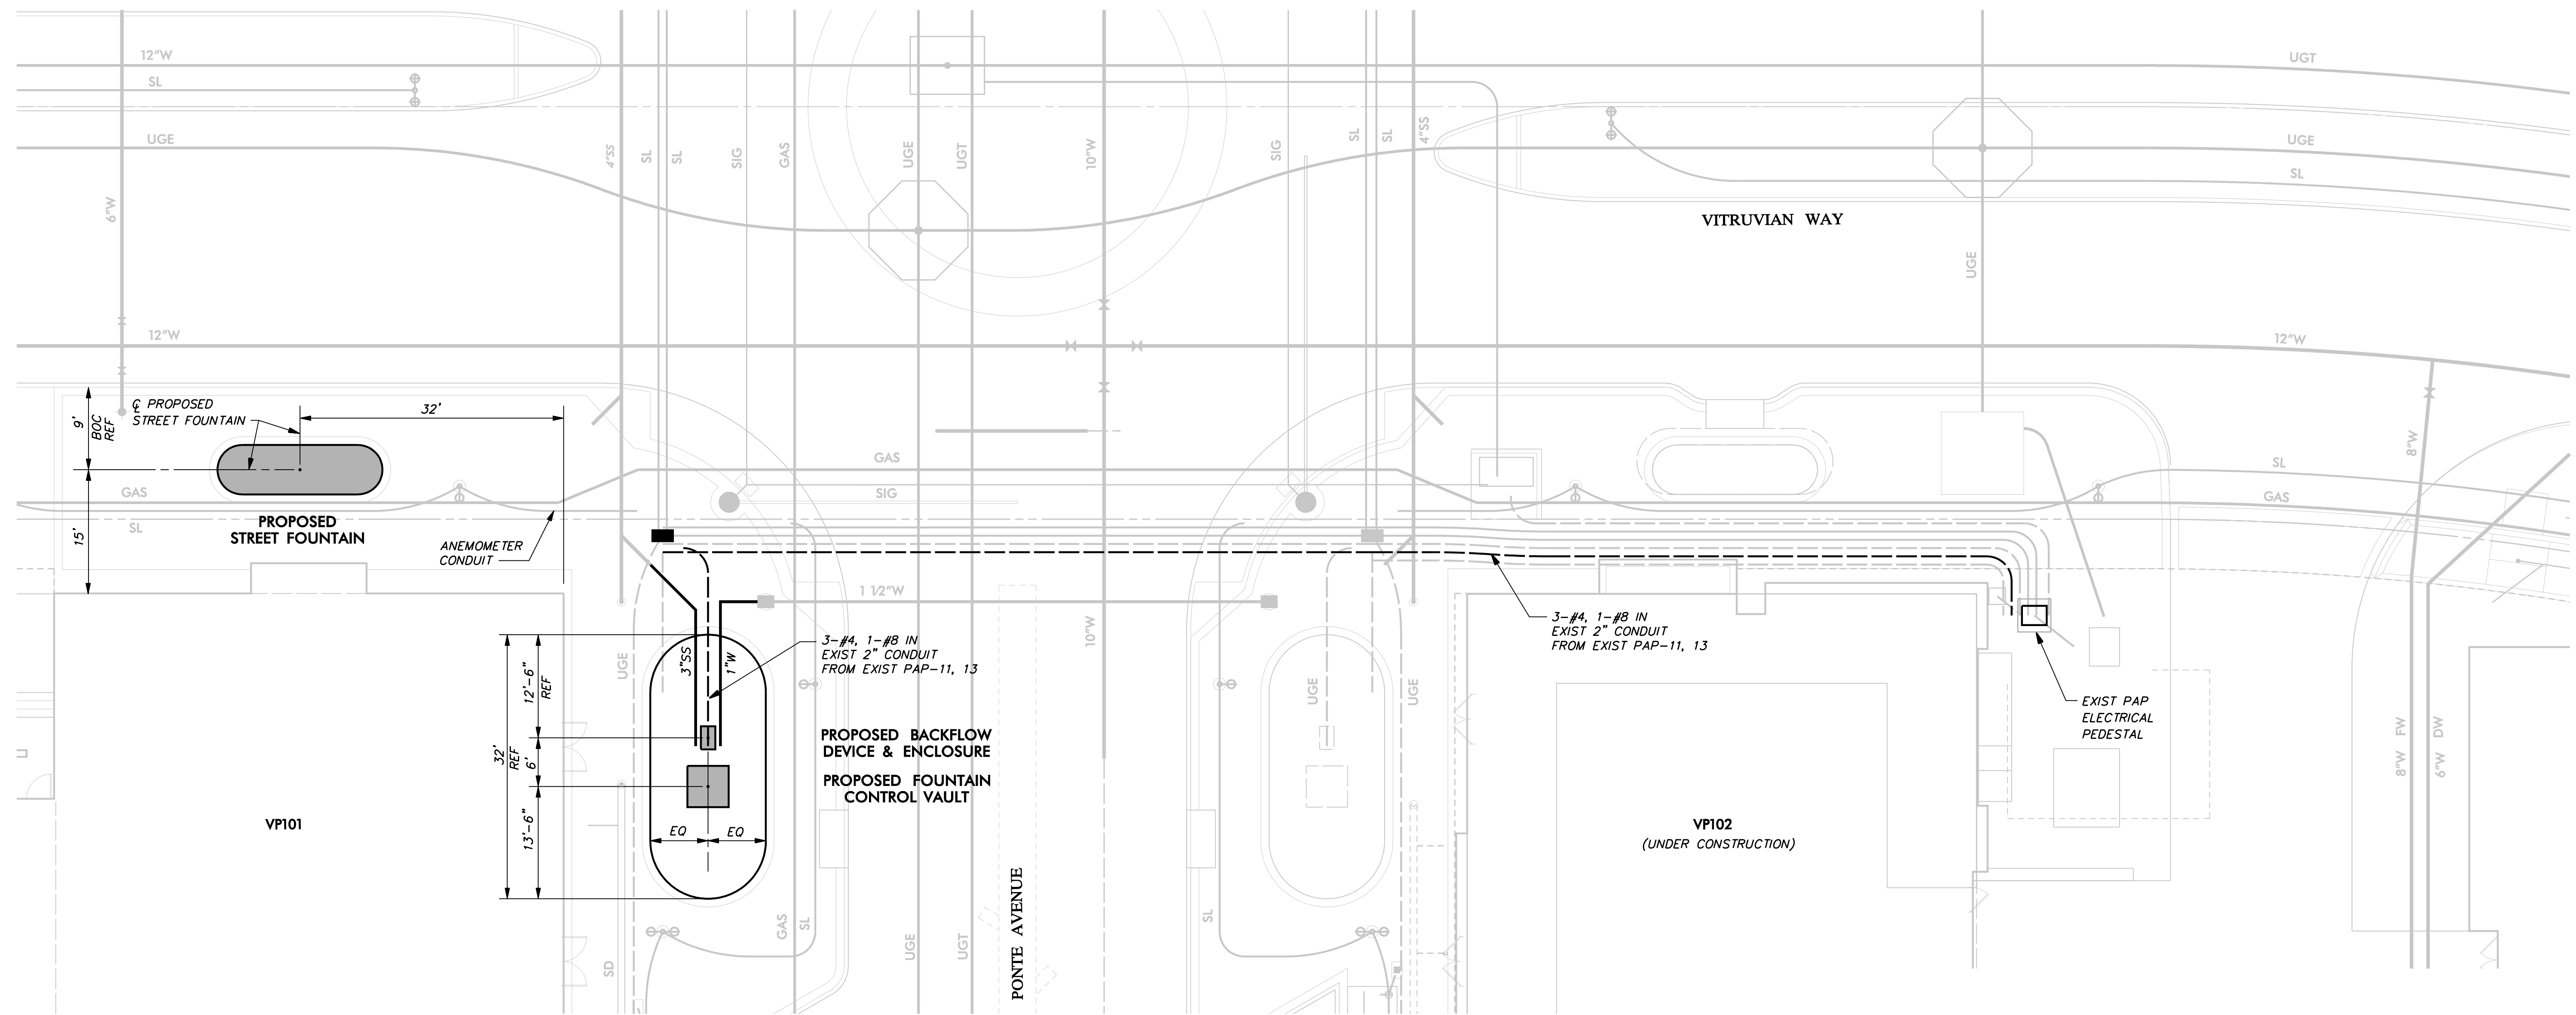 12"W
SL
UGE
6"W
12"W
4"SS
SL
SL
SIG
GAS
UGE
UGT
10"W
SIG
SL
SL
4"SS
UGT
UGE
SL
VITRUVIAN WAY
UGE
12"W
9'
BOC
REF
℄ PROPOSED
STREET FOUNTAIN
32'
15'
GAS
SL
PROPOSED
STREET FOUNTAIN
ANEMOMETER
CONDUIT
GAS
SIG
1 1/2"W
8"W
SL
GAS
3-#4, 1-#8 IN
EXIST 2" CONDUIT
FROM EXIST PAP-11, 13
3-#4, 1-#8 IN
EXIST 2" CONDUIT
FROM EXIST PAP-11, 13
EXIST PAP
ELECTRICAL
PEDESTAL
UGE
3"SS
1"W
10"W
UGE
UGE
32'
REF
12'-6"
REF
6'
13'-6"
EQ
EQ
PROPOSED BACKFLOW
DEVICE & ENCLOSURE
PROPOSED FOUNTAIN
CONTROL VAULT
VP101
VP102
(UNDER CONSTRUCTION)
8"W FW
6"W DW
SD
GAS
SL
UGE
UGT
PONTE AVENUE
SL